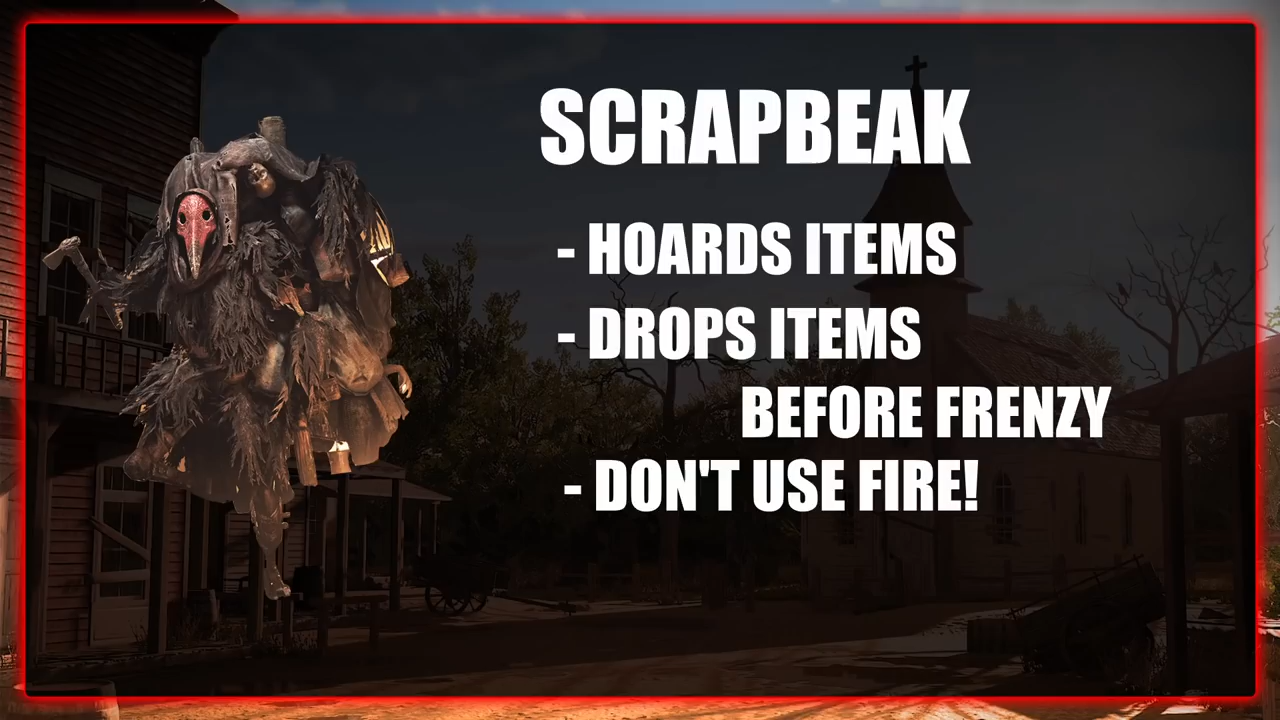 SCRAPBEAK
- HOARDS ITEMS
- DROPS ITEMS
BEFORE FRENZY
- DON'T USE FIRE!